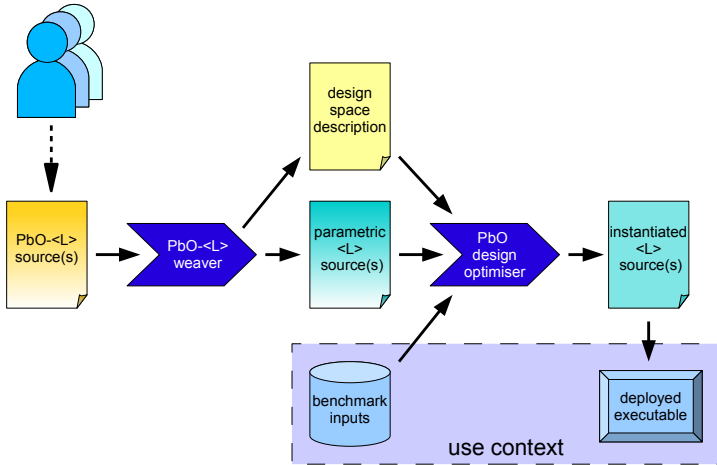 design
space
description
PbO-<L>
source(s)
PbO-<L>
weaver
parametric
<L>
source(s)
PbO
design
optimiser
instantiated
<L>
source(s)
benchmark
inputs
deployed
executable
use context